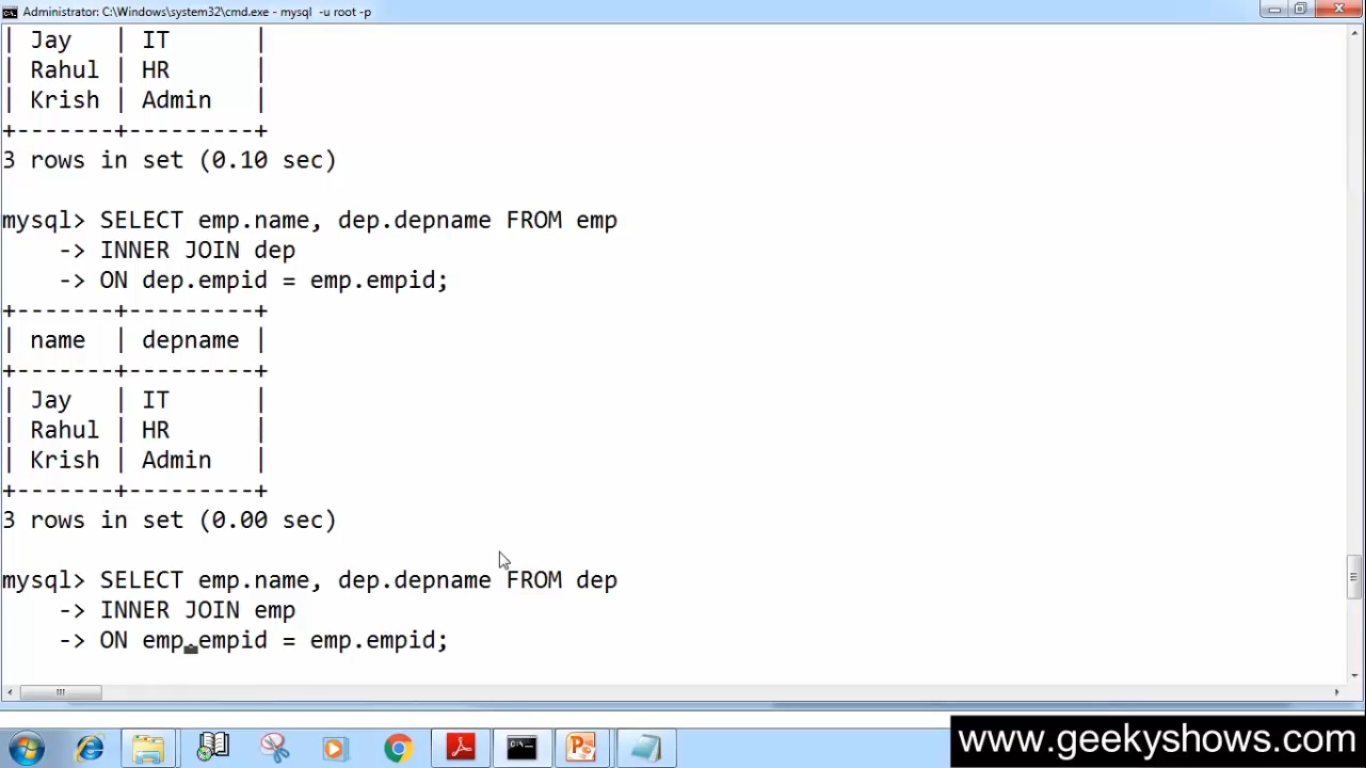 Administrator: C:\Windows\system32\cmd.exe - mysql -u root -p
| Jay   | IT      |
| Rahul | HR      |
| Krish | Admin   |
+-------+---------+
3 rows in set (0.10 sec)
mysql> SELECT emp.name, dep.depname FROM emp
    -> INNER JOIN dep
    -> ON dep.empid = emp.empid;
+-------+---------+
| name  | depname |
+-------+---------+
| Jay   | IT      |
| Rahul | HR      |
| Krish | Admin   |
+-------+---------+
3 rows in set (0.00 sec)
mysql> SELECT emp.name, dep.depname FROM dep
    -> INNER JOIN emp
    -> ON emp.empid = emp.empid;
www.geekyshows.com